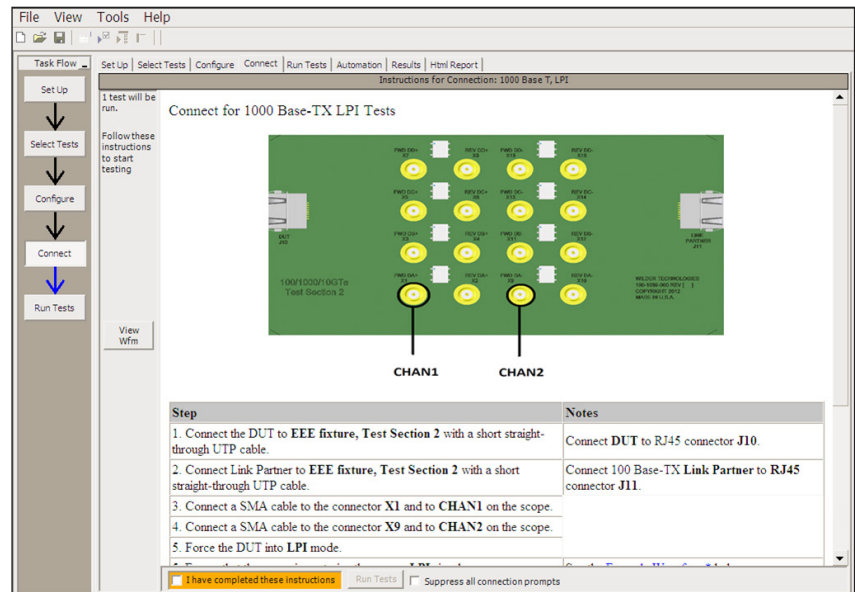 File View Tools Help
Task Flow
Set Up
Select Tests
Configure
Connect
Run Tests
Set Up Select Tests Configure Connect Run Tests Automation Results Html Report
Instructions for Connection: 1000 Base T, LPI
1 test will be run.
Follow these instructions to start testing
View Wfm
Connect for 1000 Base-TX LPI Tests
DUT
J10
LINK
PARTNER
J11
100/1000/10GTe
Test Section 2
WILDER TECHNOLOGIES
COPYRIGHT 2012
MADE IN U.S.A.
CHAN1 CHAN2
Step Notes
1. Connect the DUT to EEE fixture, Test Section 2 with a short straight-
through UTP cable.
Connect DUT to RJ45 connector J10.
2. Connect Link Partner to EEE fixture, Test Section 2 with a short
straight-through UTP cable.
Connect 100 Base-TX Link Partner to RJ45
connector J11.
3. Connect a SMA cable to the connector X1 and to CHAN1 on the scope.
4. Connect a SMA cable to the connector X9 and to CHAN2 on the scope.
5. Force the DUT into LPI mode.
I have completed these instructions Run Tests Suppress all connection prompts